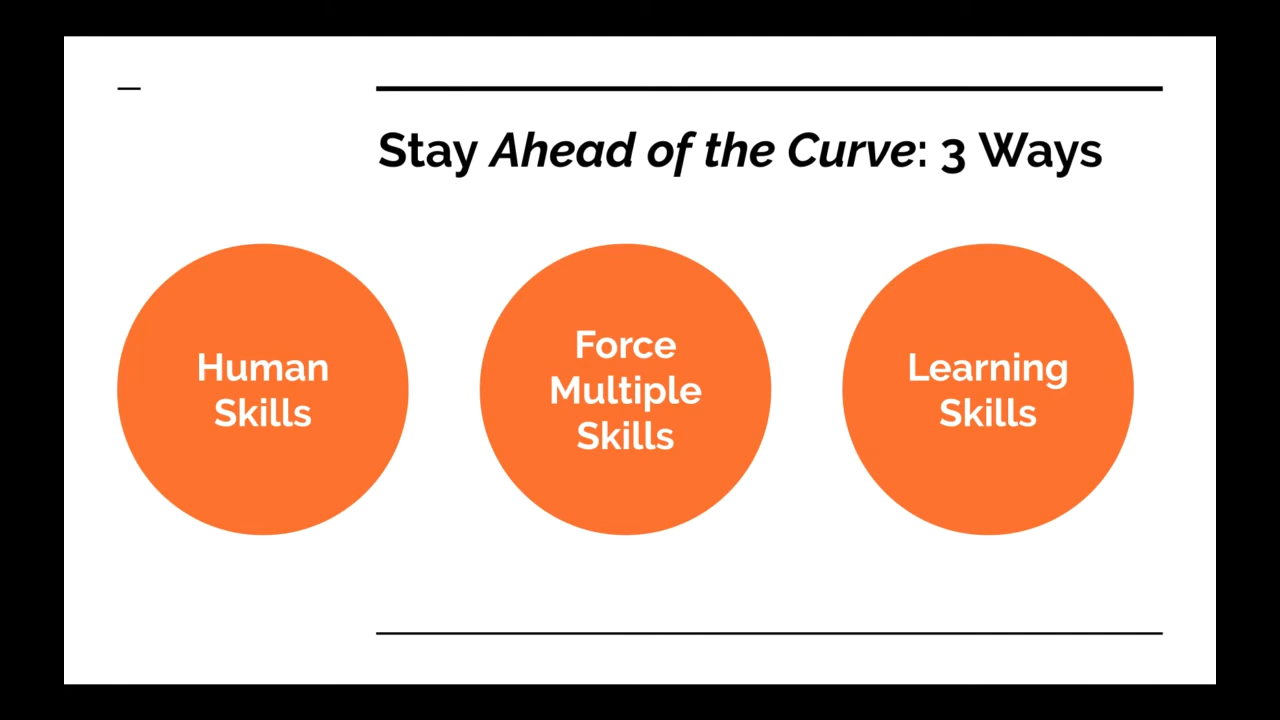 Stay Ahead of the Curve: 3 Ways
Human
Skills
Force
Multiple
Skills
Learning
Skills